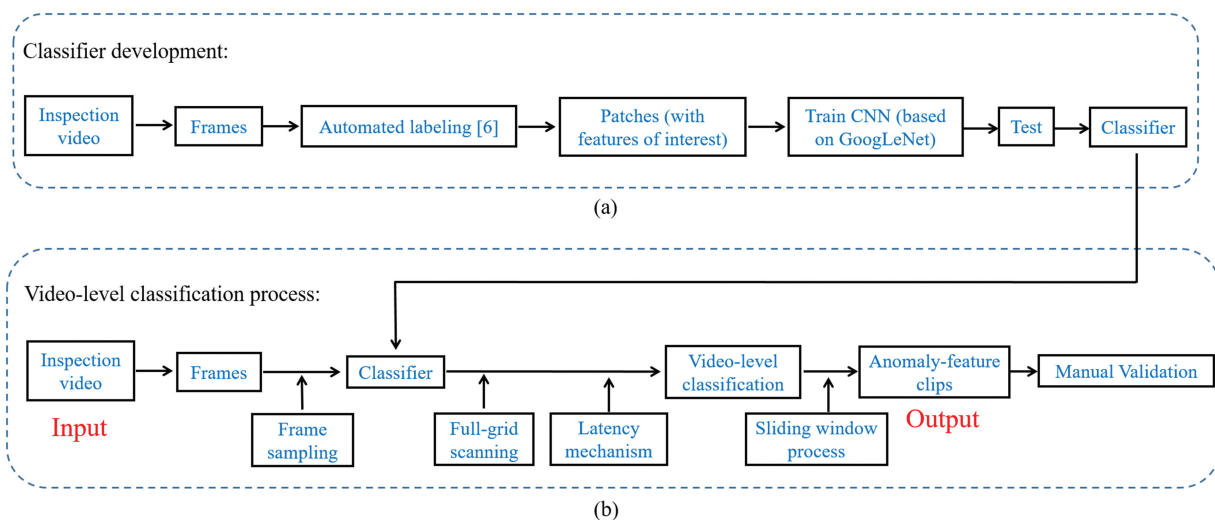 Classifier development:
Inspection
video
Frames
Automated labeling [6]
Patches (with
features of interest)
Train CNN (based
on GoogLeNet)
Test
Classifier
(a)
Video-level classification process:
Inspection
video
Frames
Classifier
Video-level
classification
Anomaly-feature
clips
Manual Validation
Input
Output
Frame
sampling
Full-grid
scanning
Latency
mechanism
Sliding window
process
(b)